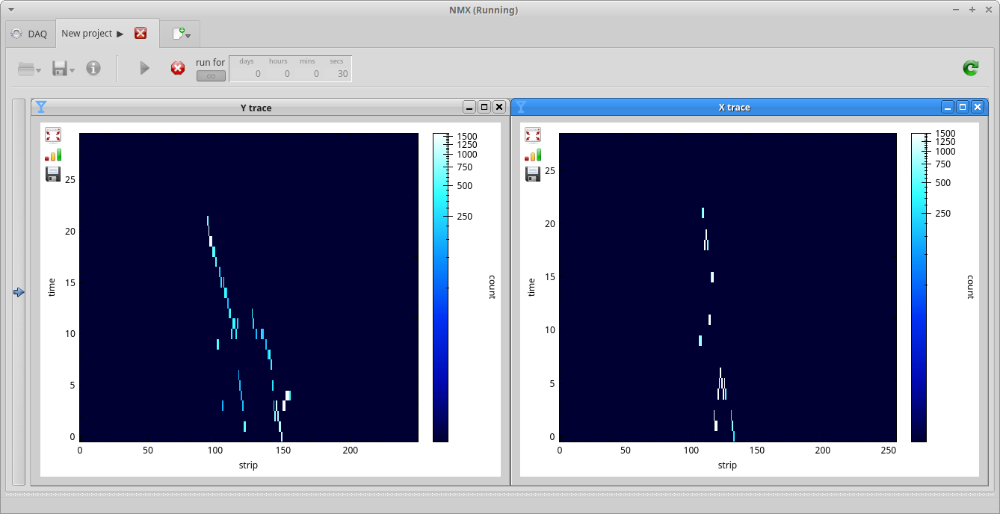 NMX (Running)
DAQ
New project
run for
days hours mins secs
∞ 0 0 0 30
Y trace
1500
1250
1000
750
500
250
count
25
20
15
10
5
0
time
0 50 100 150 200
strip
X trace
1500
1250
1000
750
500
250
count
25
20
15
10
5
0
time
0 50 100 150 200 250
strip